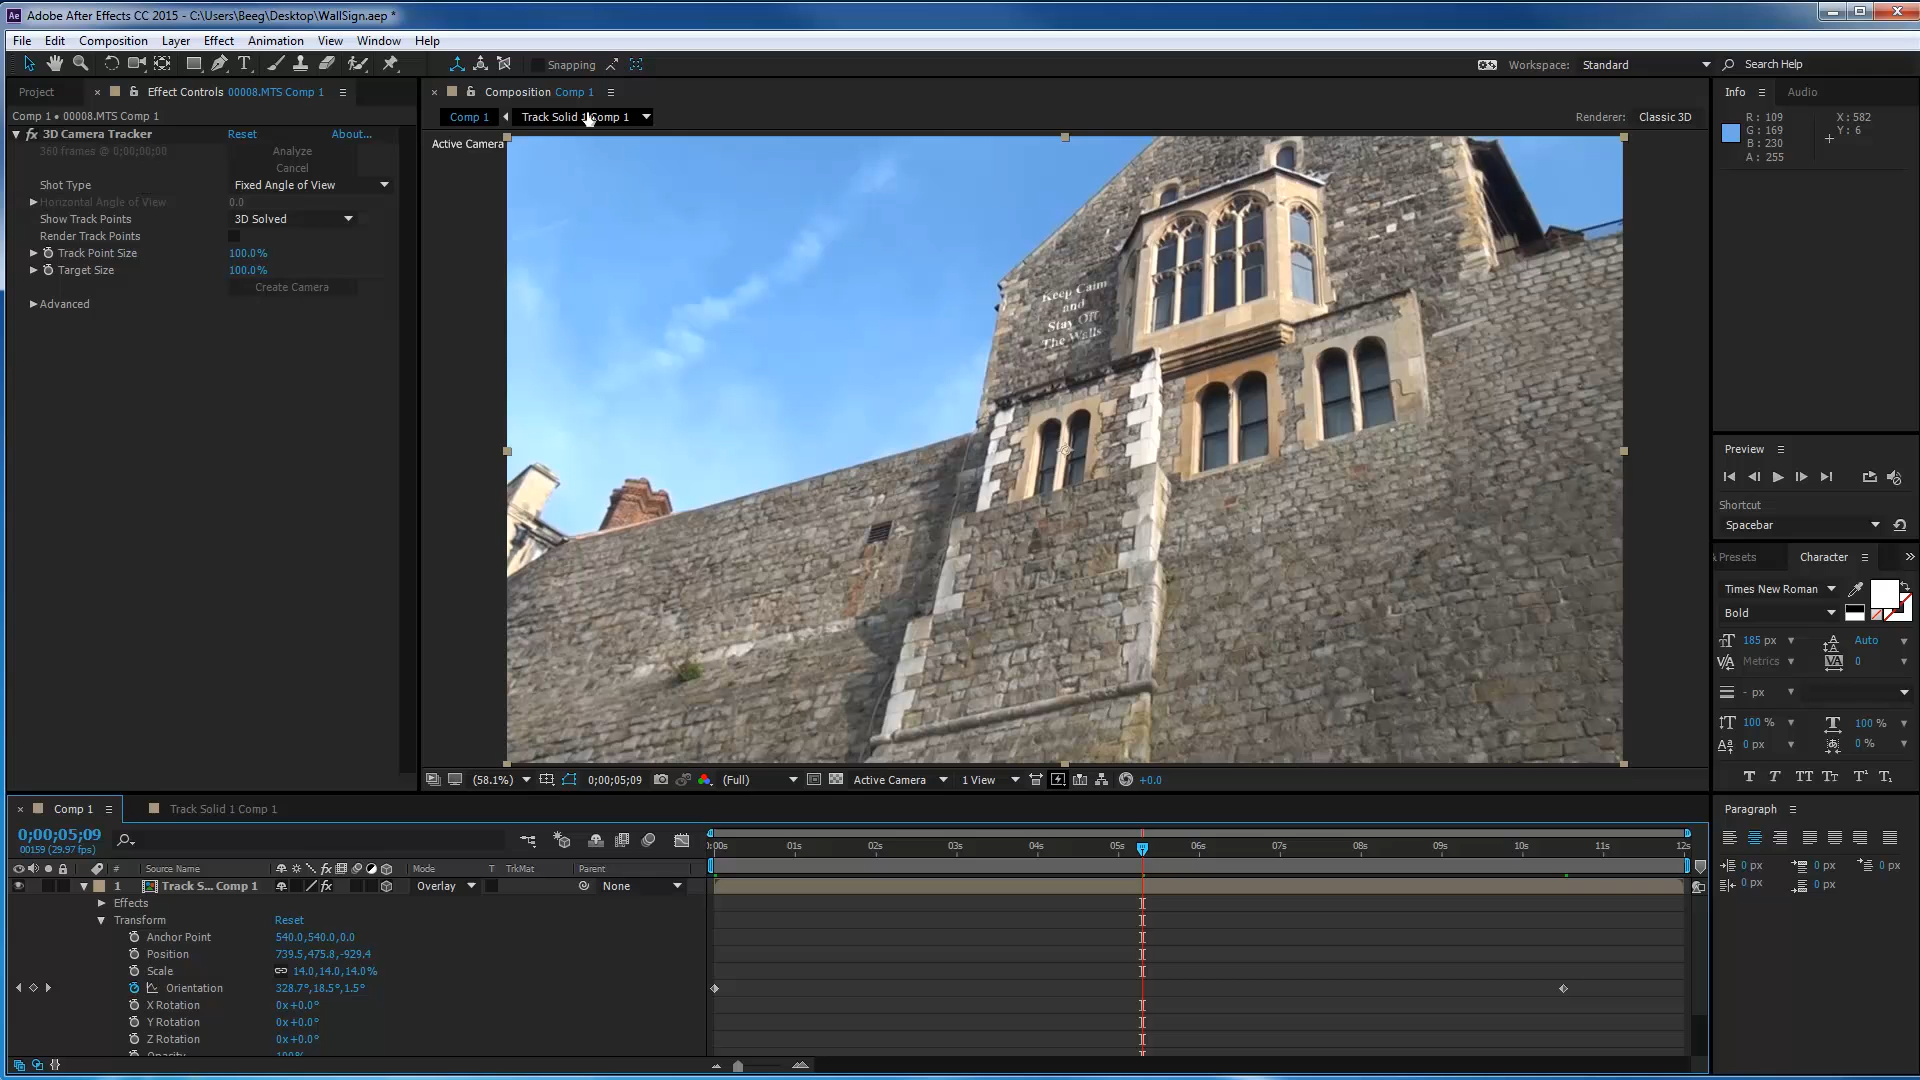 Adobe After Effects CC 2015 - C:\Users\Beeg\Desktop\WallSign.aep *
File Edit Composition Layer Effect Animation View Window Help
Snapping
Workspace: Standard
Search Help
Project
Effect Controls 00008.MTS Comp 1
Comp 1 • 00008.MTS Comp 1
fx 3D Camera Tracker Reset About...
360 frames @ 0;00;00;00 Analyze
Cancel
Shot Type Fixed Angle of View
Horizontal Angle of View 0.0
Show Track Points 3D Solved
Render Track Points
Track Point Size 100.0%
Target Size 100.0%
Create Camera
Advanced
Composition Comp 1
Comp 1 Track Solid 1 Comp 1
Renderer: Classic 3D
Active Camera
Keep Calm
and
Stay Off
The Walls
(58.1%) 0;00;05;09 (Full) Active Camera 1 View +0.0
Info Audio
R: 109 X: 582
G: 169 Y: 6
B: 230
A: 255
Preview
Shortcut
Spacebar
& Presets Character
Times New Roman
Bold
185 px Auto
Metrics 0
- px
100 % 100 %
0 px 0 %
Paragraph
0 px 0 px 0 px
0 px 0 px
Comp 1 Track Solid 1 Comp 1
0;00;05;09
00159 (29.97 fps)
# Source Name Mode T TrkMat Parent
1 Track S... Comp 1 Overlay None
Effects
Transform Reset
Anchor Point 540.0,540.0,0.0
Position 739.5,475.8,-929.4
Scale 14.0,14.0,14.0%
Orientation 328.7°,18.5°,1.5°
X Rotation 0x+0.0°
Y Rotation 0x+0.0°
Z Rotation 0x+0.0°
Opacity 100%
0:00s 01s 02s 03s 04s 05s 06s 07s 08s 09s 10s 11s 12s